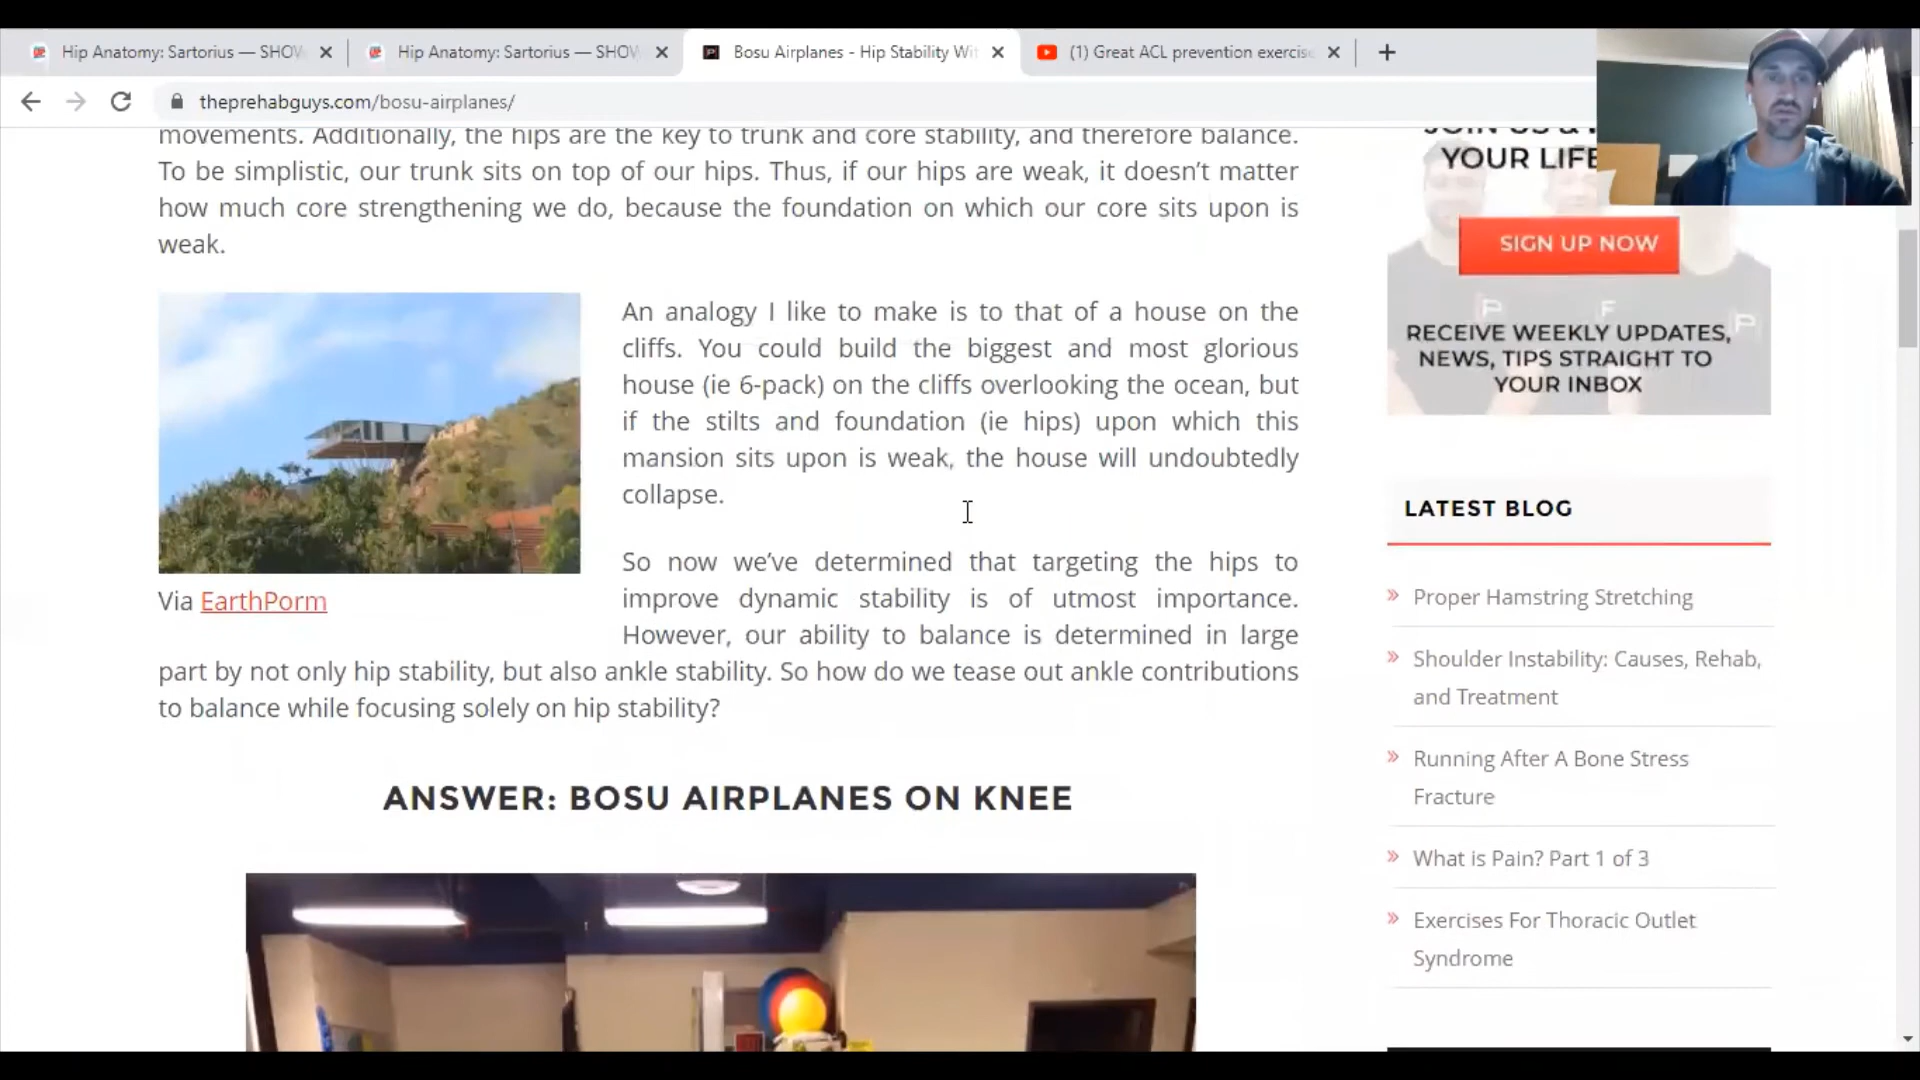 Hip Anatomy: Sartorius — SHOW
Hip Anatomy: Sartorius — SHOW
Bosu Airplanes - Hip Stability Wit
(1) Great ACL prevention exercise
theprehabguys.com/bosu-airplanes/
movements. Additionally, the hips are the key to trunk and core stability, and therefore balance.
To be simplistic, our trunk sits on top of our hips. Thus, if our hips are weak, it doesn't matter
how much core strengthening we do, because the foundation on which our core sits upon is
weak.
An analogy I like to make is to that of a house on the
cliffs. You could build the biggest and most glorious
house (ie 6-pack) on the cliffs overlooking the ocean, but
if the stilts and foundation (ie hips) upon which this
mansion sits upon is weak, the house will undoubtedly
collapse.
Via EarthPorm
So now we've determined that targeting the hips to
improve dynamic stability is of utmost importance.
However, our ability to balance is determined in large
part by not only hip stability, but also ankle stability. So how do we tease out ankle contributions
to balance while focusing solely on hip stability?
ANSWER: BOSU AIRPLANES ON KNEE
JOIN US &
YOUR LIFE
SIGN UP NOW
P F P
RECEIVE WEEKLY UPDATES,
NEWS, TIPS STRAIGHT TO
YOUR INBOX
LATEST BLOG
Proper Hamstring Stretching
Shoulder Instability: Causes, Rehab,
and Treatment
Running After A Bone Stress
Fracture
What is Pain? Part 1 of 3
Exercises For Thoracic Outlet
Syndrome